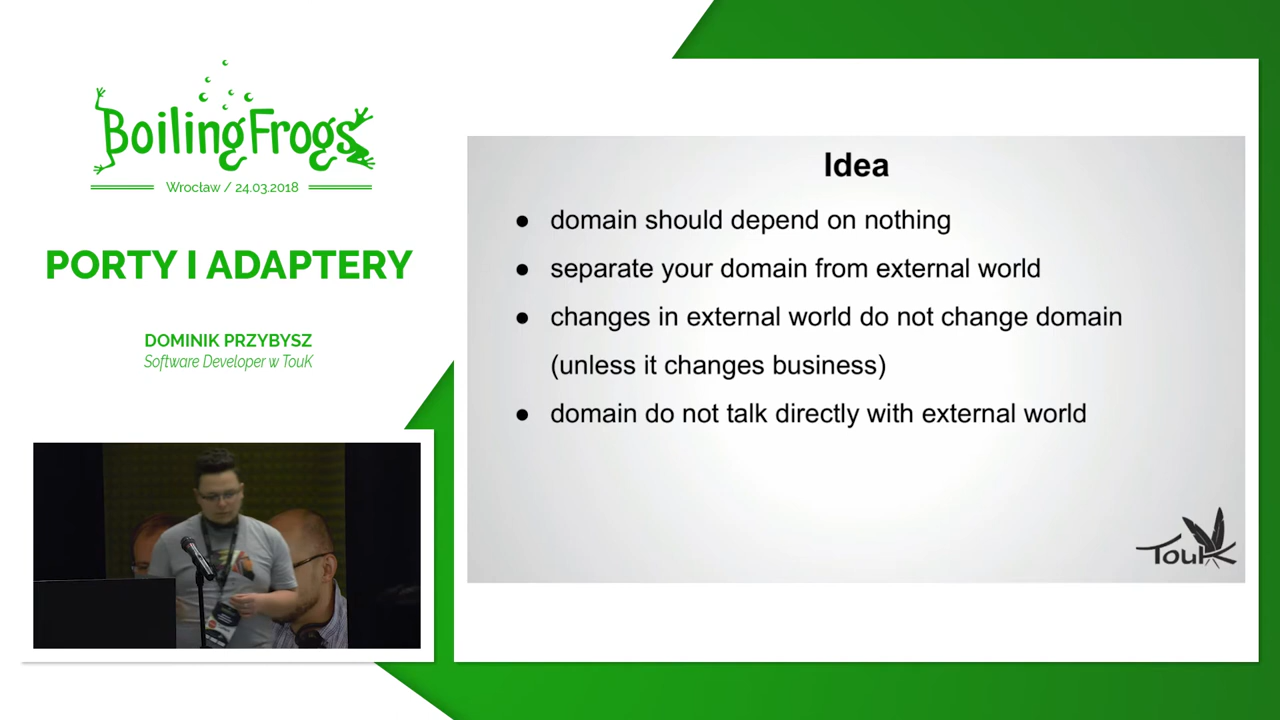 BoilingFrogs
Wrocław / 24.03.2018
PORTY I ADAPTERY
DOMINIK PRZYBYSZ
Software Developer w TouK
Idea
● domain should depend on nothing
● separate your domain from external world
● changes in external world do not change domain
(unless it changes business)
● domain do not talk directly with external world
TouK